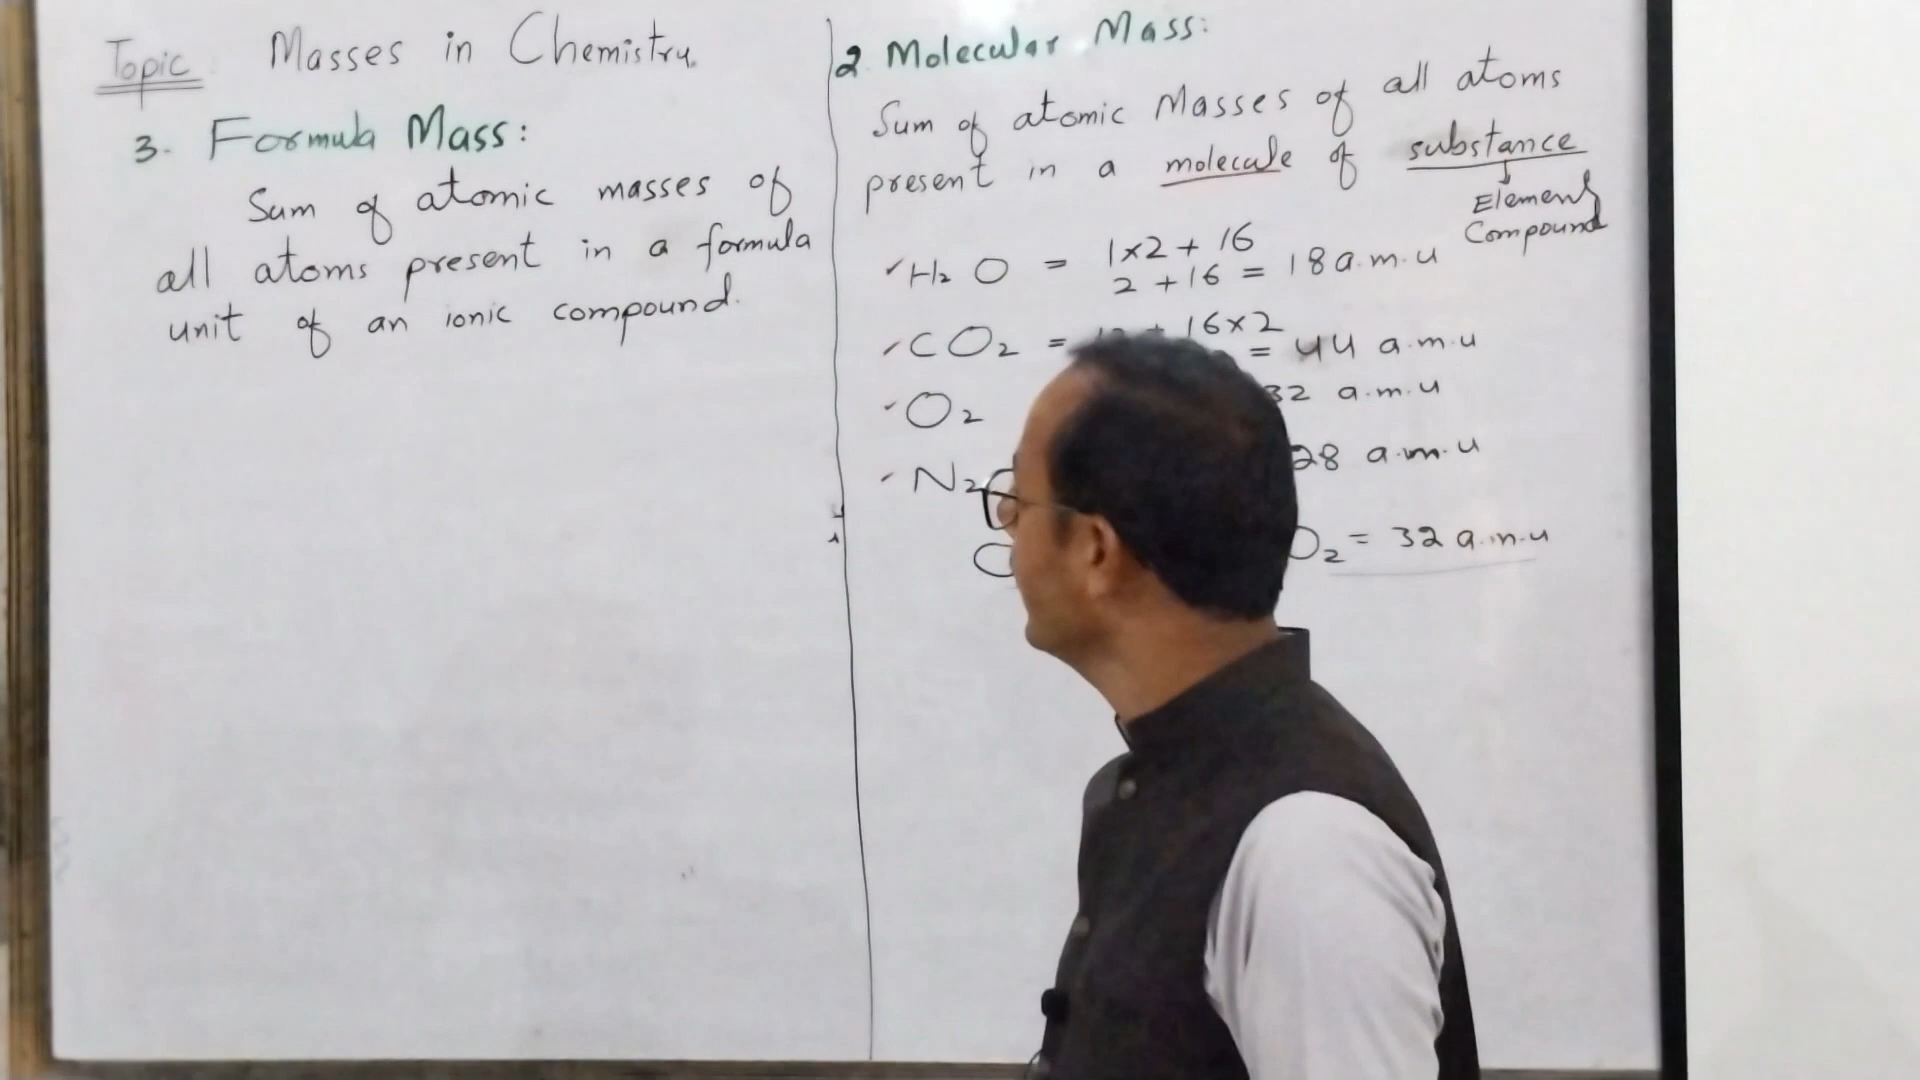 Topic Masses in Chemistry.
3. Formula Mass:
Sum of atomic masses of
all atoms present in a formula
unit of an ionic compound.
2. Molecular Mass:
Sum of atomic Masses of all atoms
present in a molecule of substance
Element
Compound
H₂O = 1×2 + 16
2 + 16 = 18 a.m.u
CO₂ = + 16×2
= 44 a.m.u
O₂ 32 a.m.u
N₂ 28 a.m.u
O₂ = 32 a.m.u